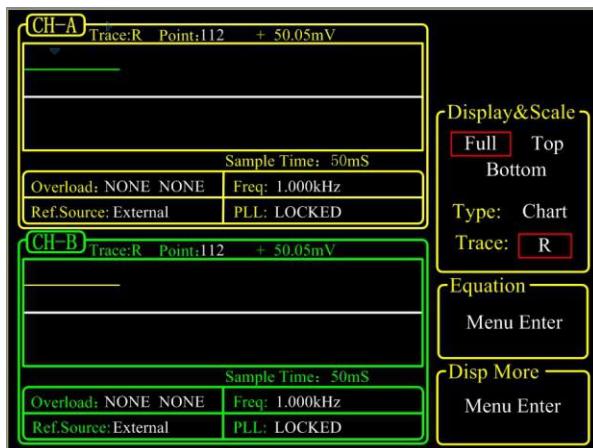 CH-A Trace:R Point:112 + 50.05mV
Sample Time: 50mS
Overload: NONE NONE Freq: 1.000kHz
Ref.Source: External PLL: LOCKED
CH-B Trace:R Point:112 + 50.05mV
Sample Time: 50mS
Overload: NONE NONE Freq: 1.000kHz
Ref.Source: External PLL: LOCKED
Display&Scale
Full Top
Bottom
Type: Chart
Trace: R
Equation
Menu Enter
Disp More
Menu Enter